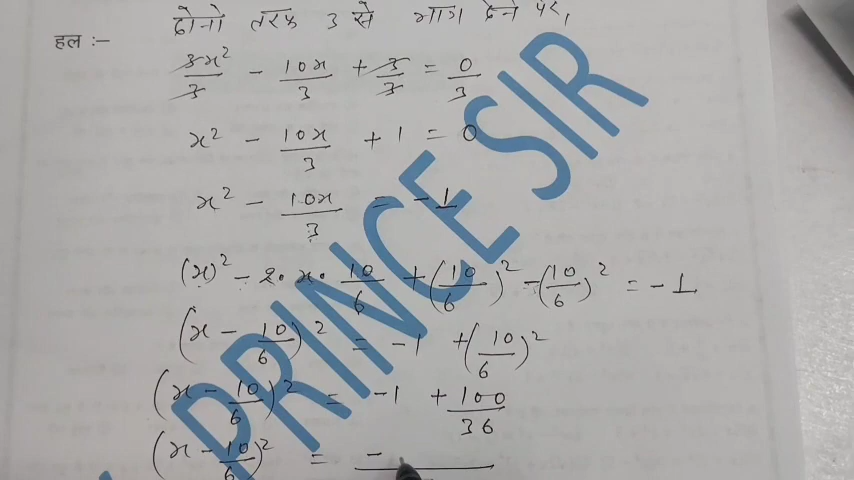 दोनो तरफ 3 से भाग देने पर,
हल :–
3x²/3 - 10x/3 + 3/3 = 0/3
x² - 10x/3 + 1 = 0
x² - 10x/3 = -1
(x)² - 2·x·10/6 + (10/6)² - (10/6)² = -1
(x - 10/6)² = -1 + (10/6)²
(x - 10/6)² = -1 + 100/36
(x - 10/6)² = -
PRINCE SIR